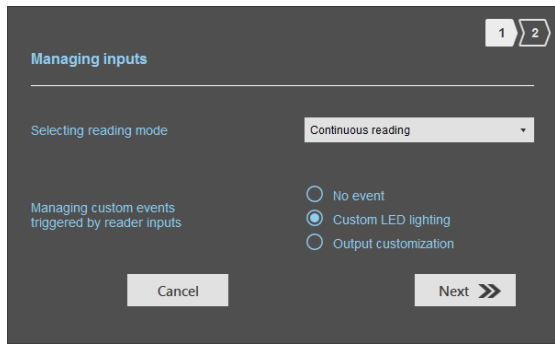 1 2
Managing inputs
Selecting reading mode Continuous reading
No event
Managing custom events
triggered by reader inputs
Custom LED lighting
Output customization
Cancel Next